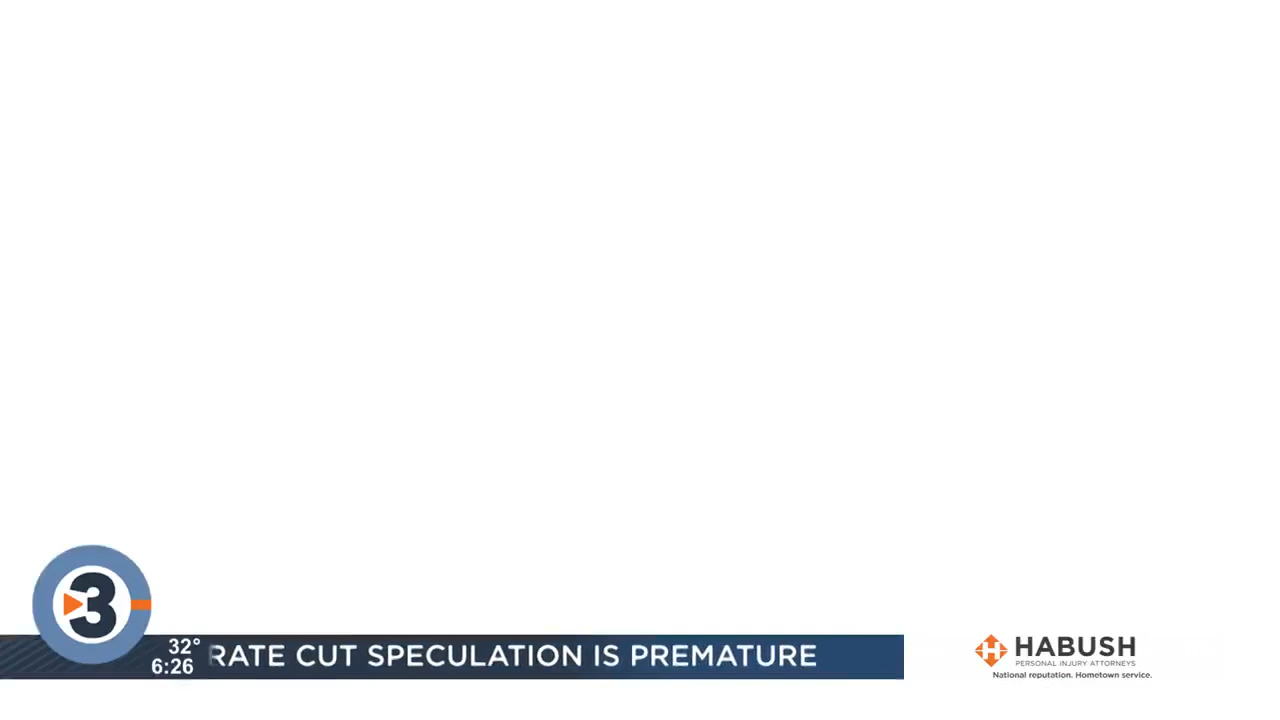 3
32°
6:26
RATE CUT SPECULATION IS PREMATURE
HABUSH
PERSONAL INJURY ATTORNEYS
National reputation. Hometown service.